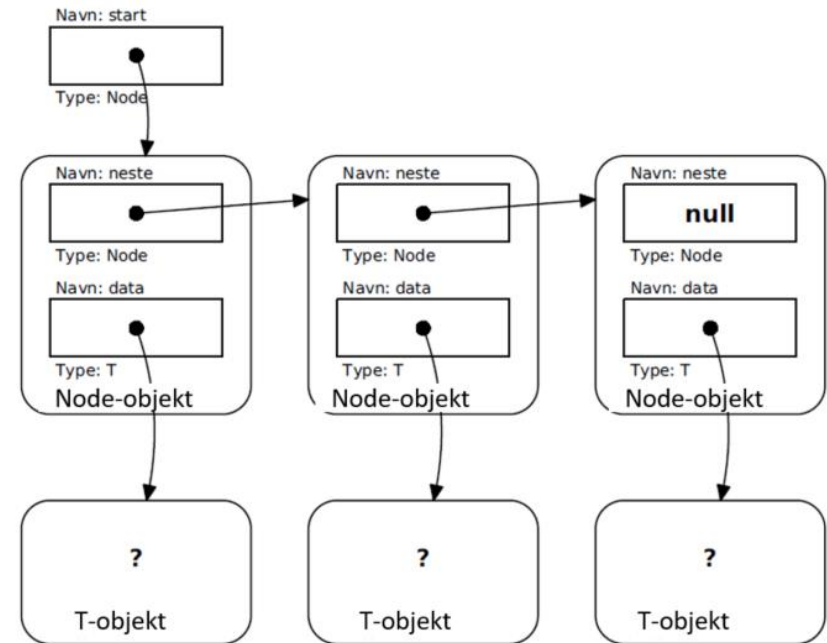 Navn: start
Type: Node
Navn: neste
Type: Node
Navn: data
Type: T
Node-objekt
Navn: neste
Type: Node
Navn: data
Type: T
Node-objekt
Navn: neste
null
Type: Node
Navn: data
Type: T
Node-objekt
?
T-objekt
?
T-objekt
?
T-objekt